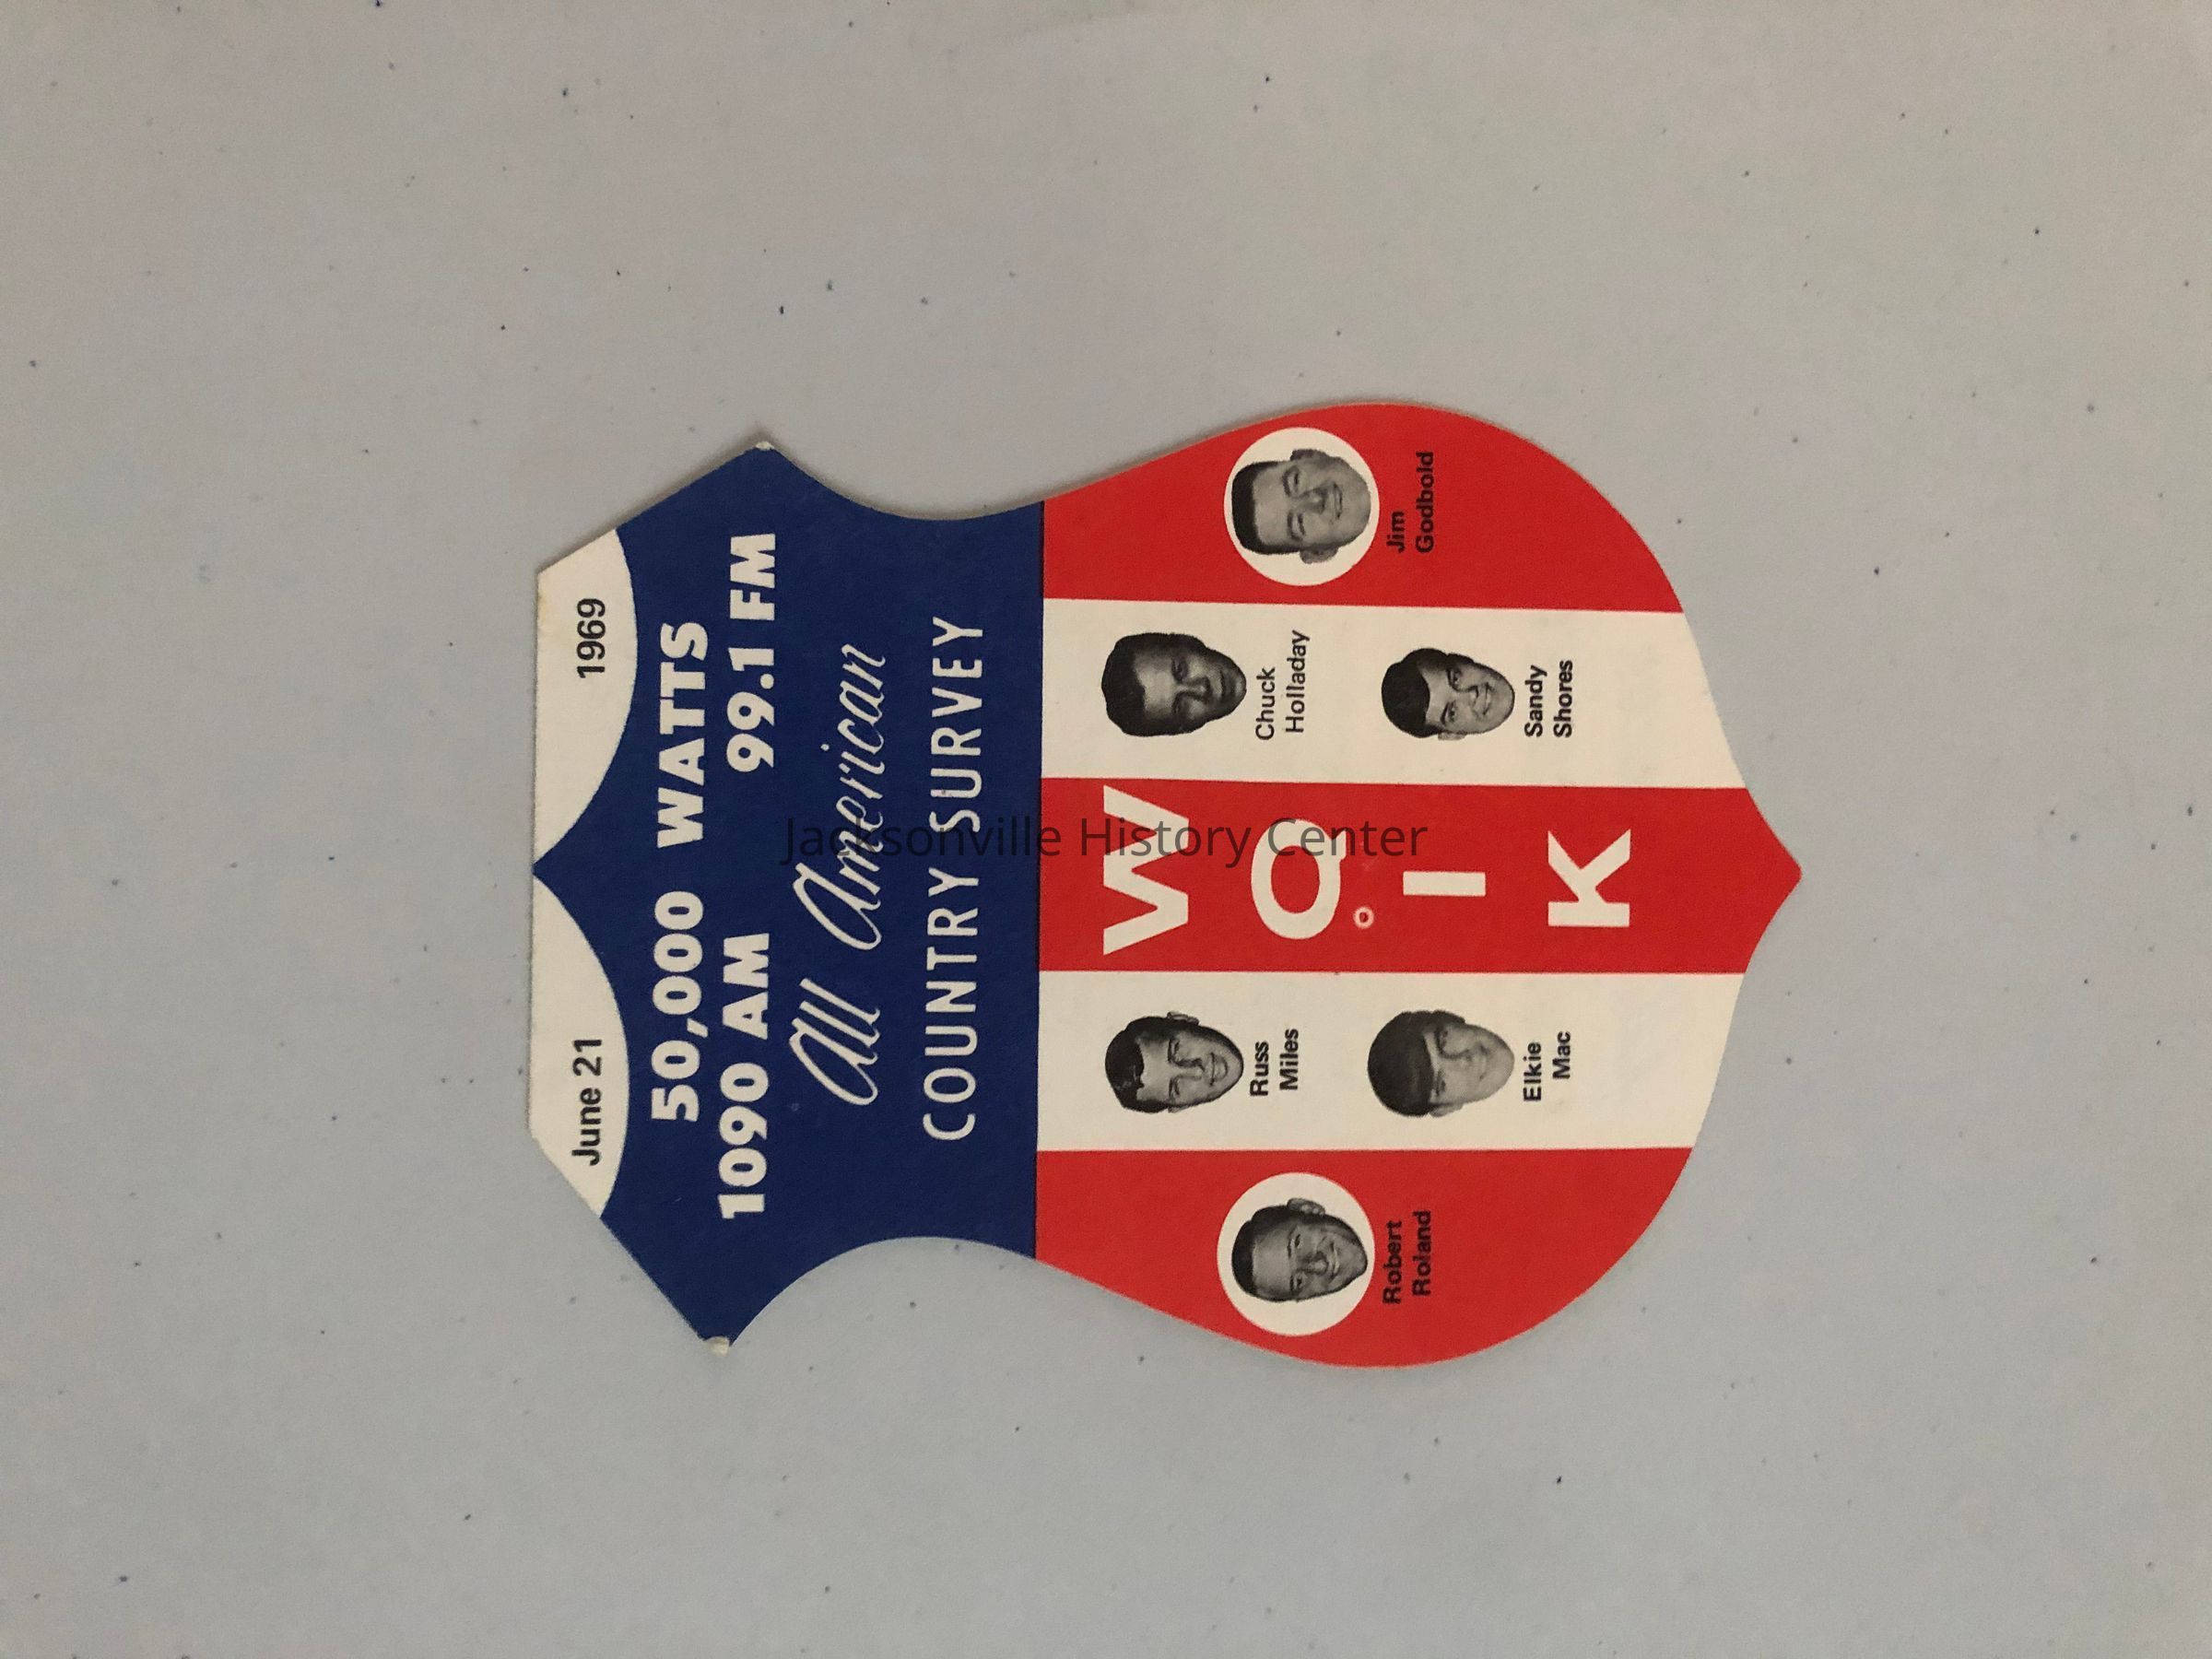 June 21
1969
50,000 WATTS
1090 AM 99.1 FM
All American
COUNTRY SURVEY
Robert
Roland
Russ
Miles
Elkie
Mac
W
Q
I
K
Chuck
Holladay
Sandy
Shores
Jim
Godbold
Jacksonville History Center